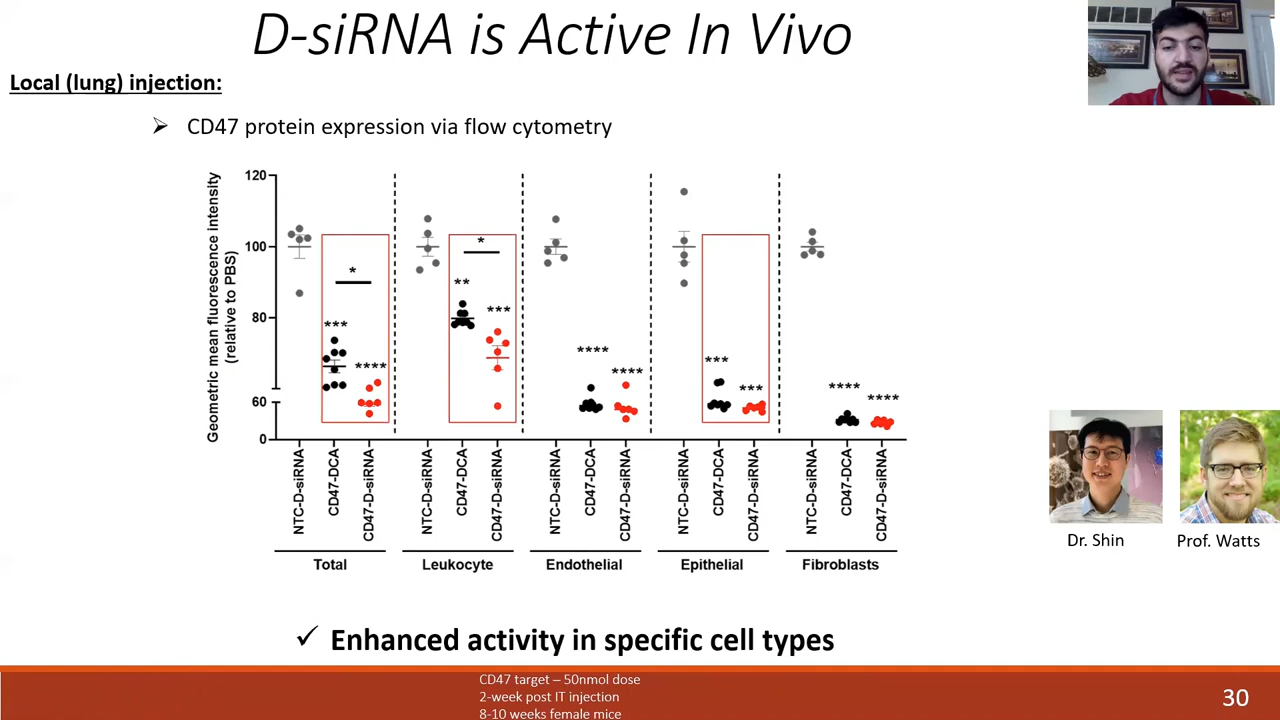 D-siRNA is Active In Vivo
Local (lung) injection:
➢ CD47 protein expression via flow cytometry
Geometric mean fluorescence intensity
(relative to PBS)
120
100
80
60
0
*
***
****
*
**
***
****
****
***
***
****
****
NTC-D-siRNA
CD47-DCA
CD47-D-siRNA
NTC-D-siRNA
CD47-DCA
CD47-D-siRNA
NTC-D-siRNA
CD47-DCA
CD47-D-siRNA
NTC-D-siRNA
CD47-DCA
CD47-D-siRNA
NTC-D-siRNA
CD47-DCA
CD47-D-siRNA
Total
Leukocyte
Endothelial
Epithelial
Fibroblasts
Dr. Shin
Prof. Watts
✓ Enhanced activity in specific cell types
CD47 target – 50nmol dose
2-week post IT injection
8-10 weeks female mice
30